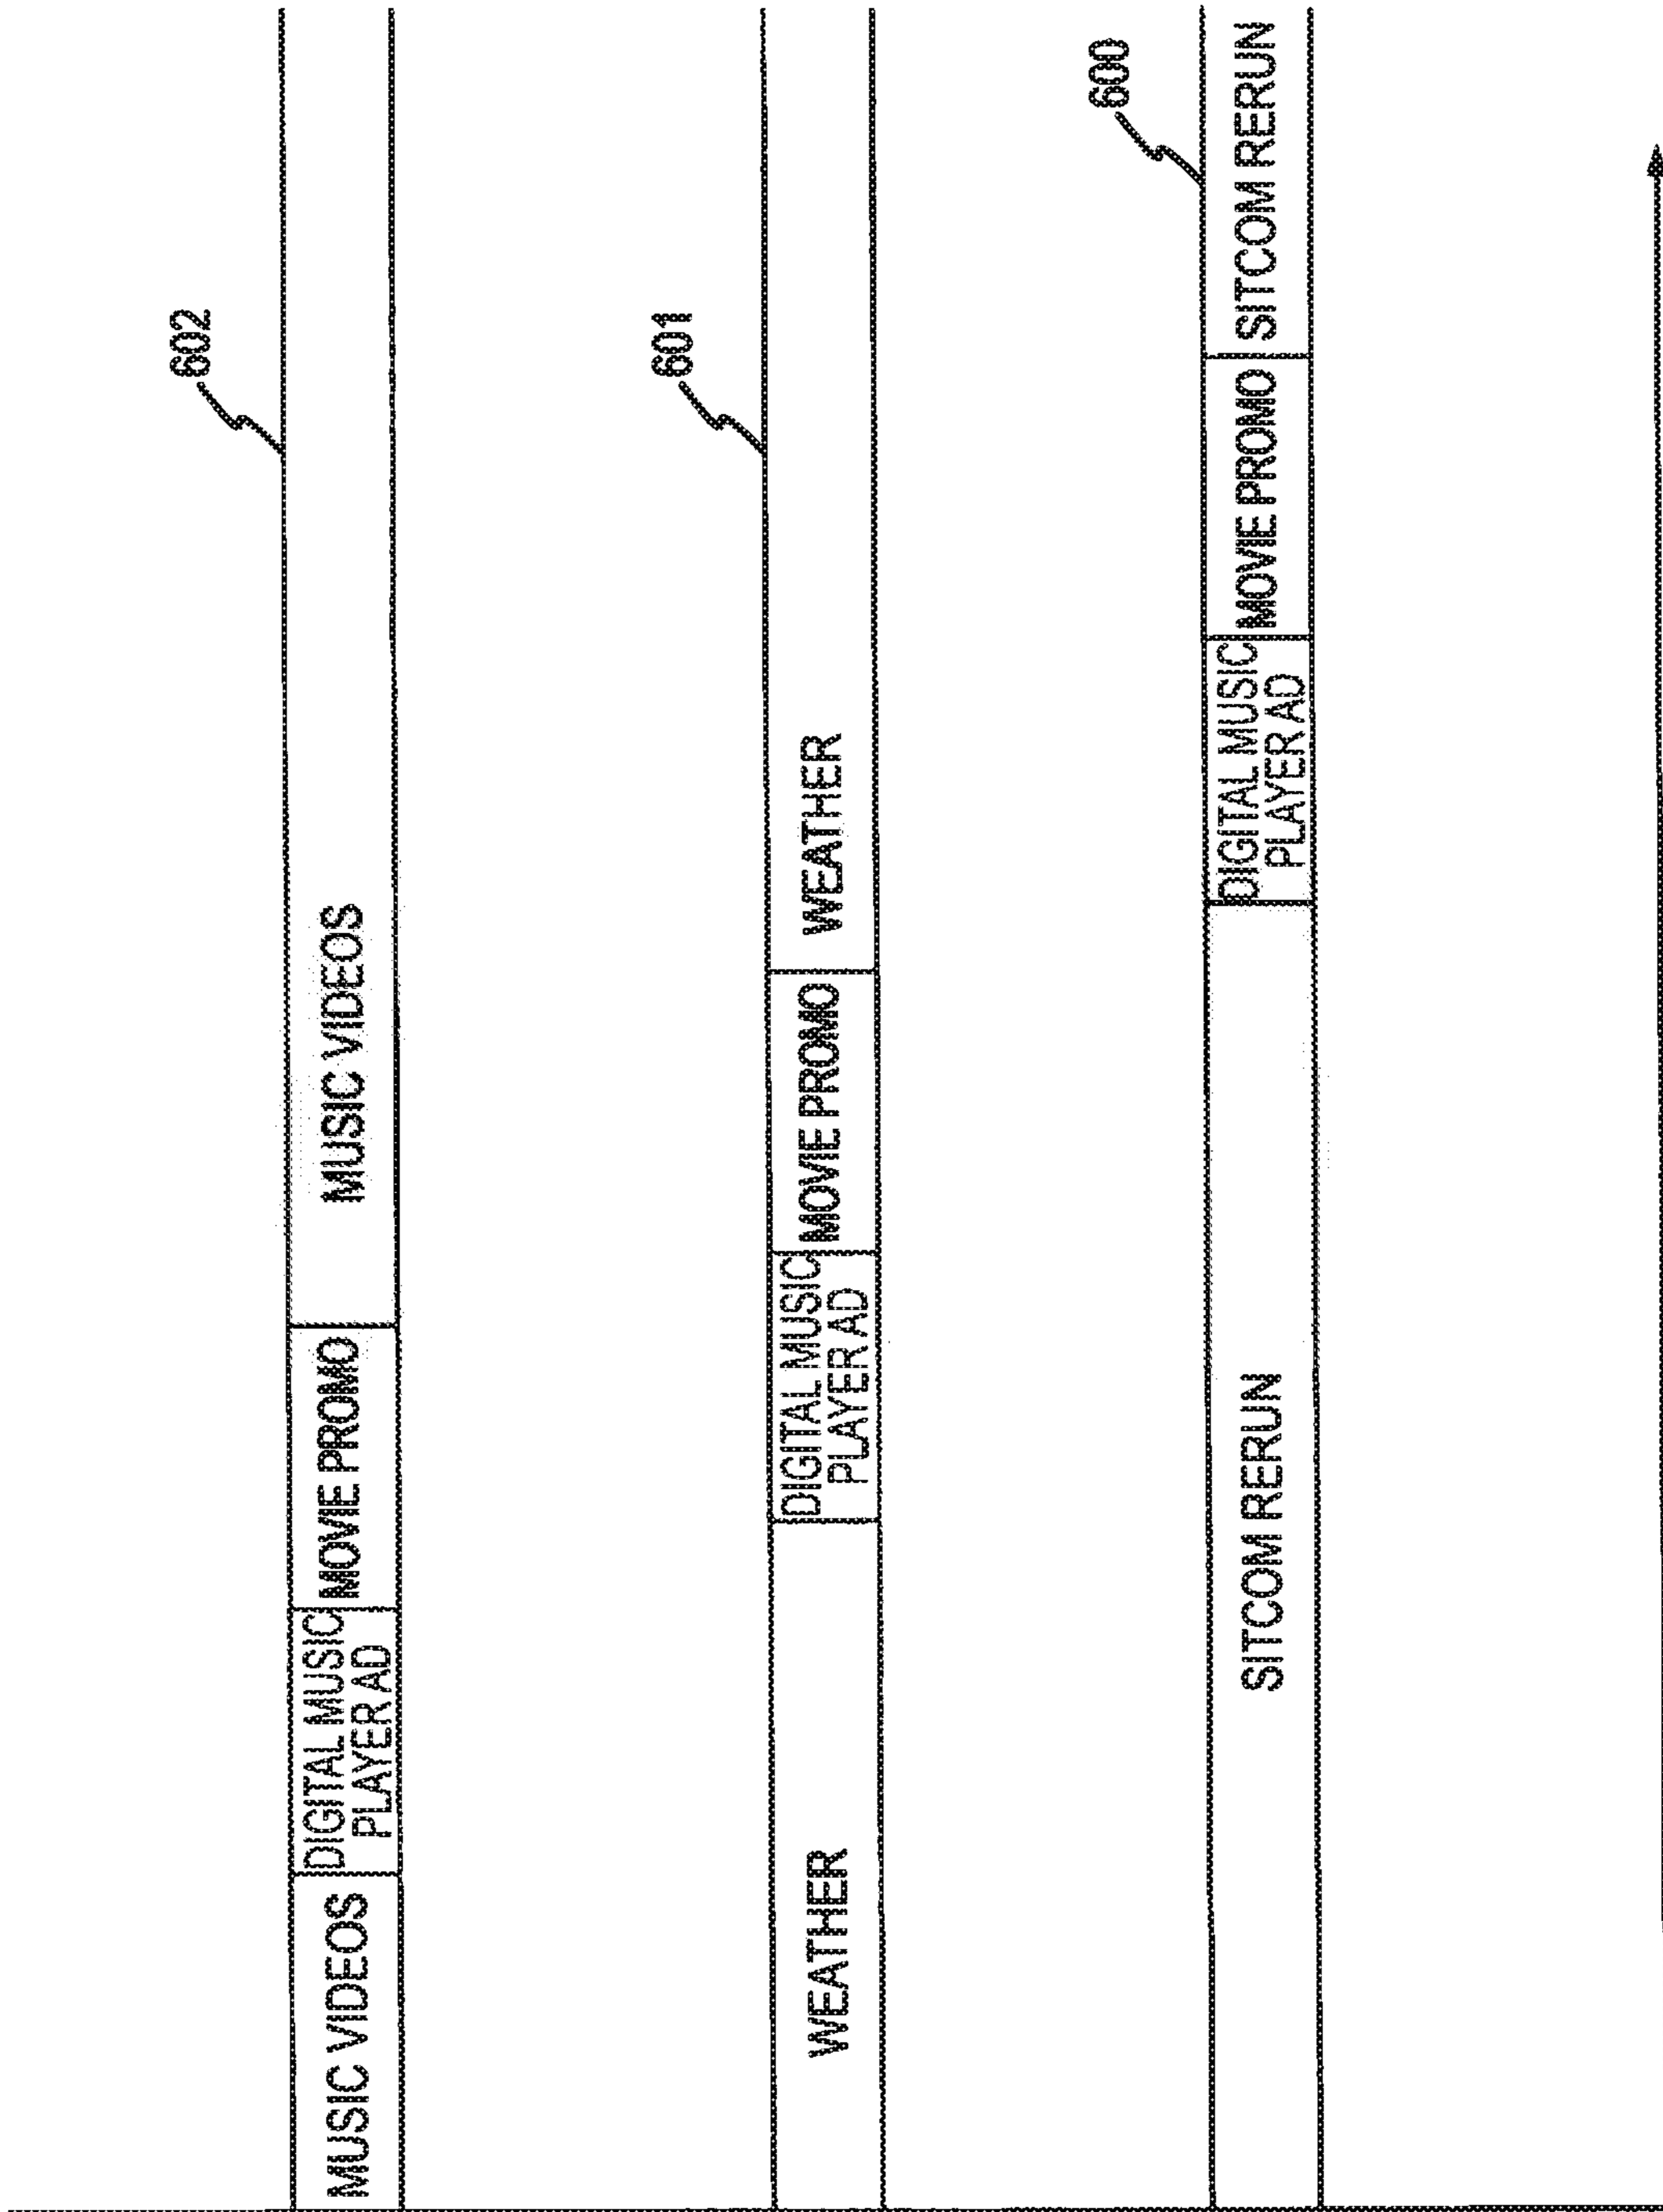 602
MUSIC VIDEOS
DIGITAL MUSIC
PLAYER AD
MOVIE PROMO
MUSIC VIDEOS
601
WEATHER
DIGITAL MUSIC
PLAYER AD
MOVIE PROMO
WEATHER
600
SITCOM RERUN
DIGITAL MUSIC
PLAYER AD
MOVIE PROMO
SITCOM RERUN